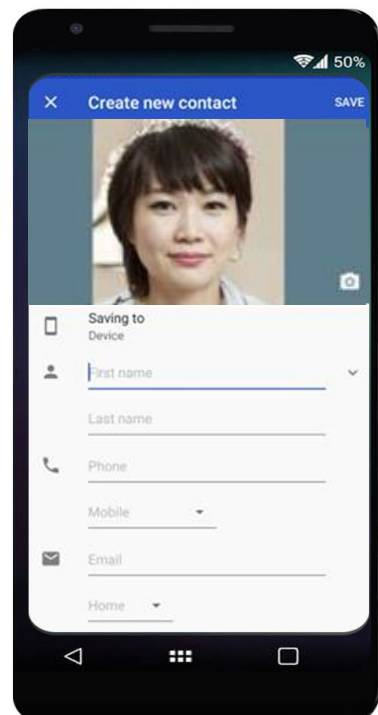 50%
Create new contact SAVE
Saving to
Device
First name
Last name
Phone
Mobile
Email
Home